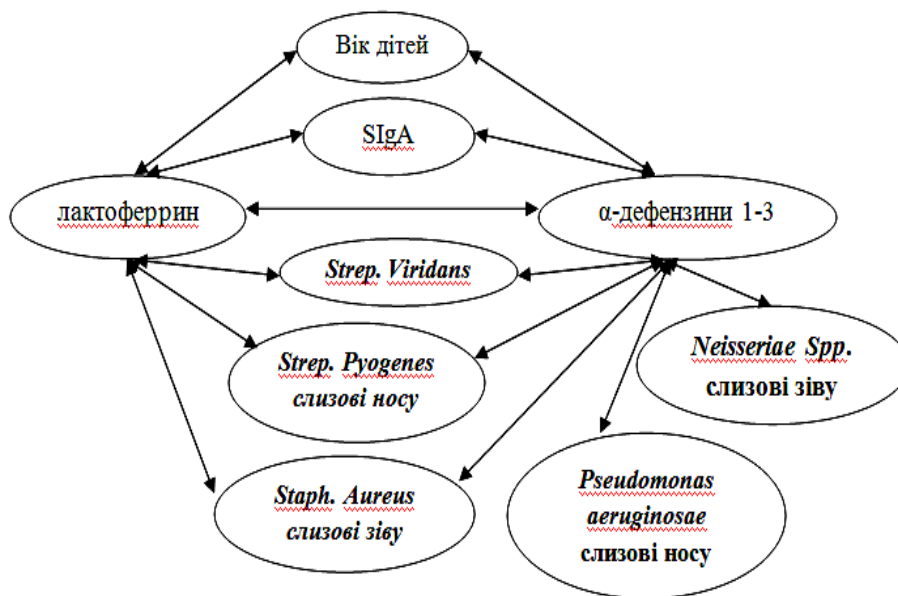 Вік дітей
SIgA
лактоферрин
α-дефензини 1-3
Strep. Viridans
Strep. Pyogenes
слизові носу
Neisseriae Spp.
слизові зіву
Staph. Aureus
слизові зіву
Pseudomonas
aeruginosae
слизові носу